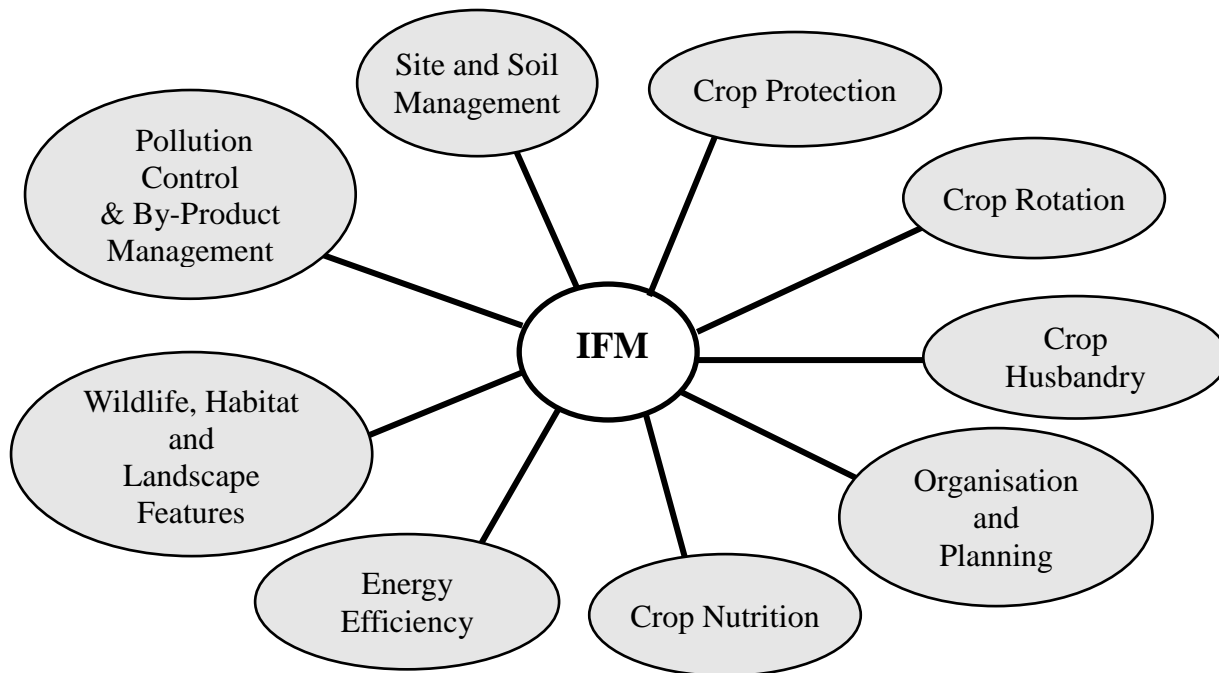 Site and Soil
Management
Crop Protection
Pollution
Control
& By-Product
Management
Crop Rotation
IFM
Crop
Husbandry
Wildlife, Habitat
and
Landscape
Features
Organisation
and
Planning
Energy
Efficiency
Crop Nutrition